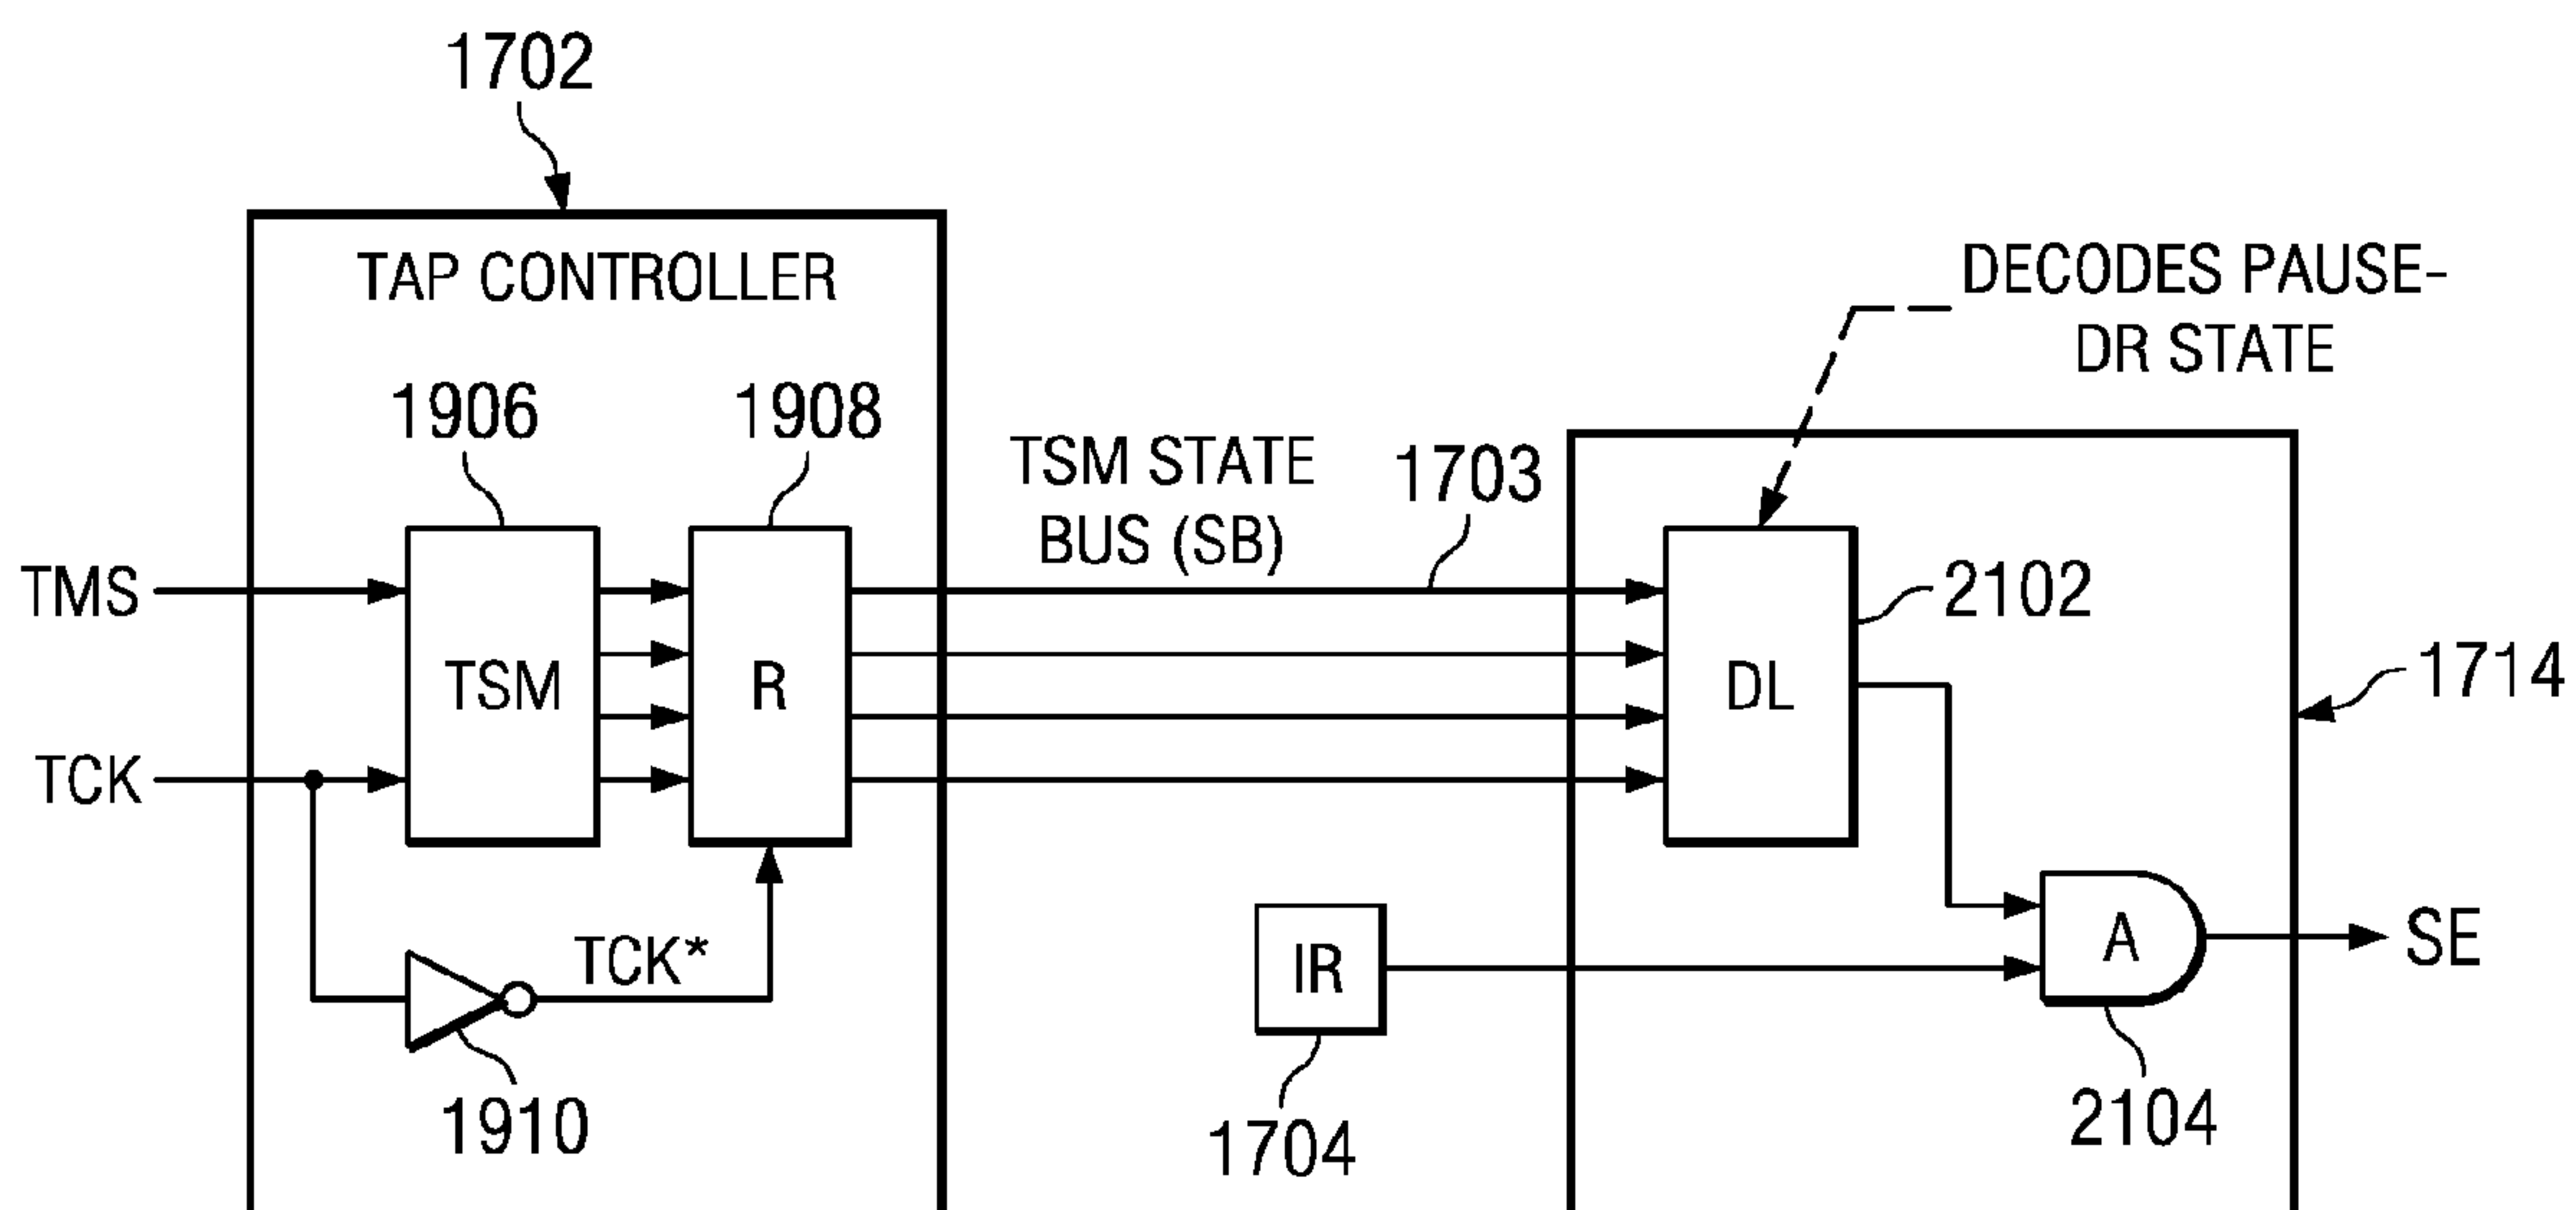 1702
TAP CONTROLLER
DECODES PAUSE-
DR STATE
1906
1908
TSM STATE
BUS (SB)
1703
TMS
TSM
R
DL
2102
1714
TCK
TCK*
IR
A
SE
1910
1704
2104